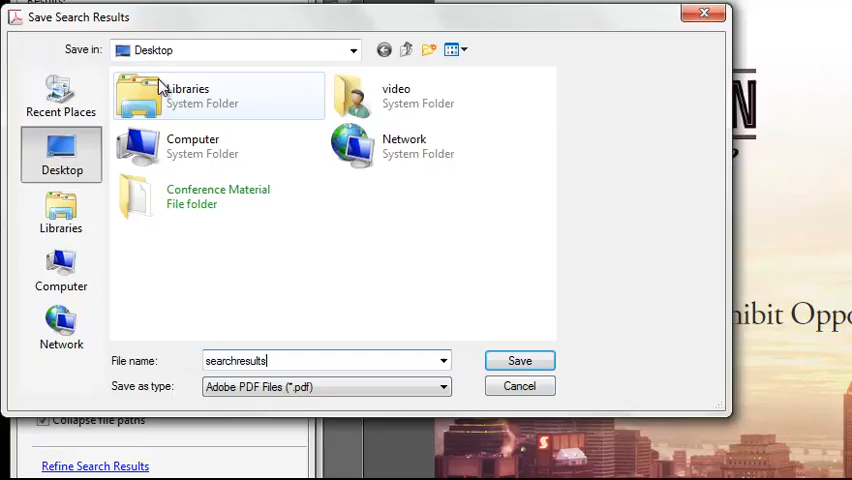 Save Search Results
Save in:
Desktop
Recent Places
Desktop
Libraries
Computer
Network
Libraries
System Folder
video
System Folder
Computer
System Folder
Network
System Folder
Conference Material
File folder
File name:
searchresults
Save
Save as type:
Adobe PDF Files (*.pdf)
Cancel
Collapse file paths
Refine Search Results
hibit Oppo
N